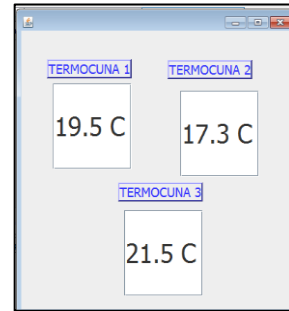 TERMOCUNA 1
TERMOCUNA 2
19.5 C
17.3 C
TERMOCUNA 3
21.5 C